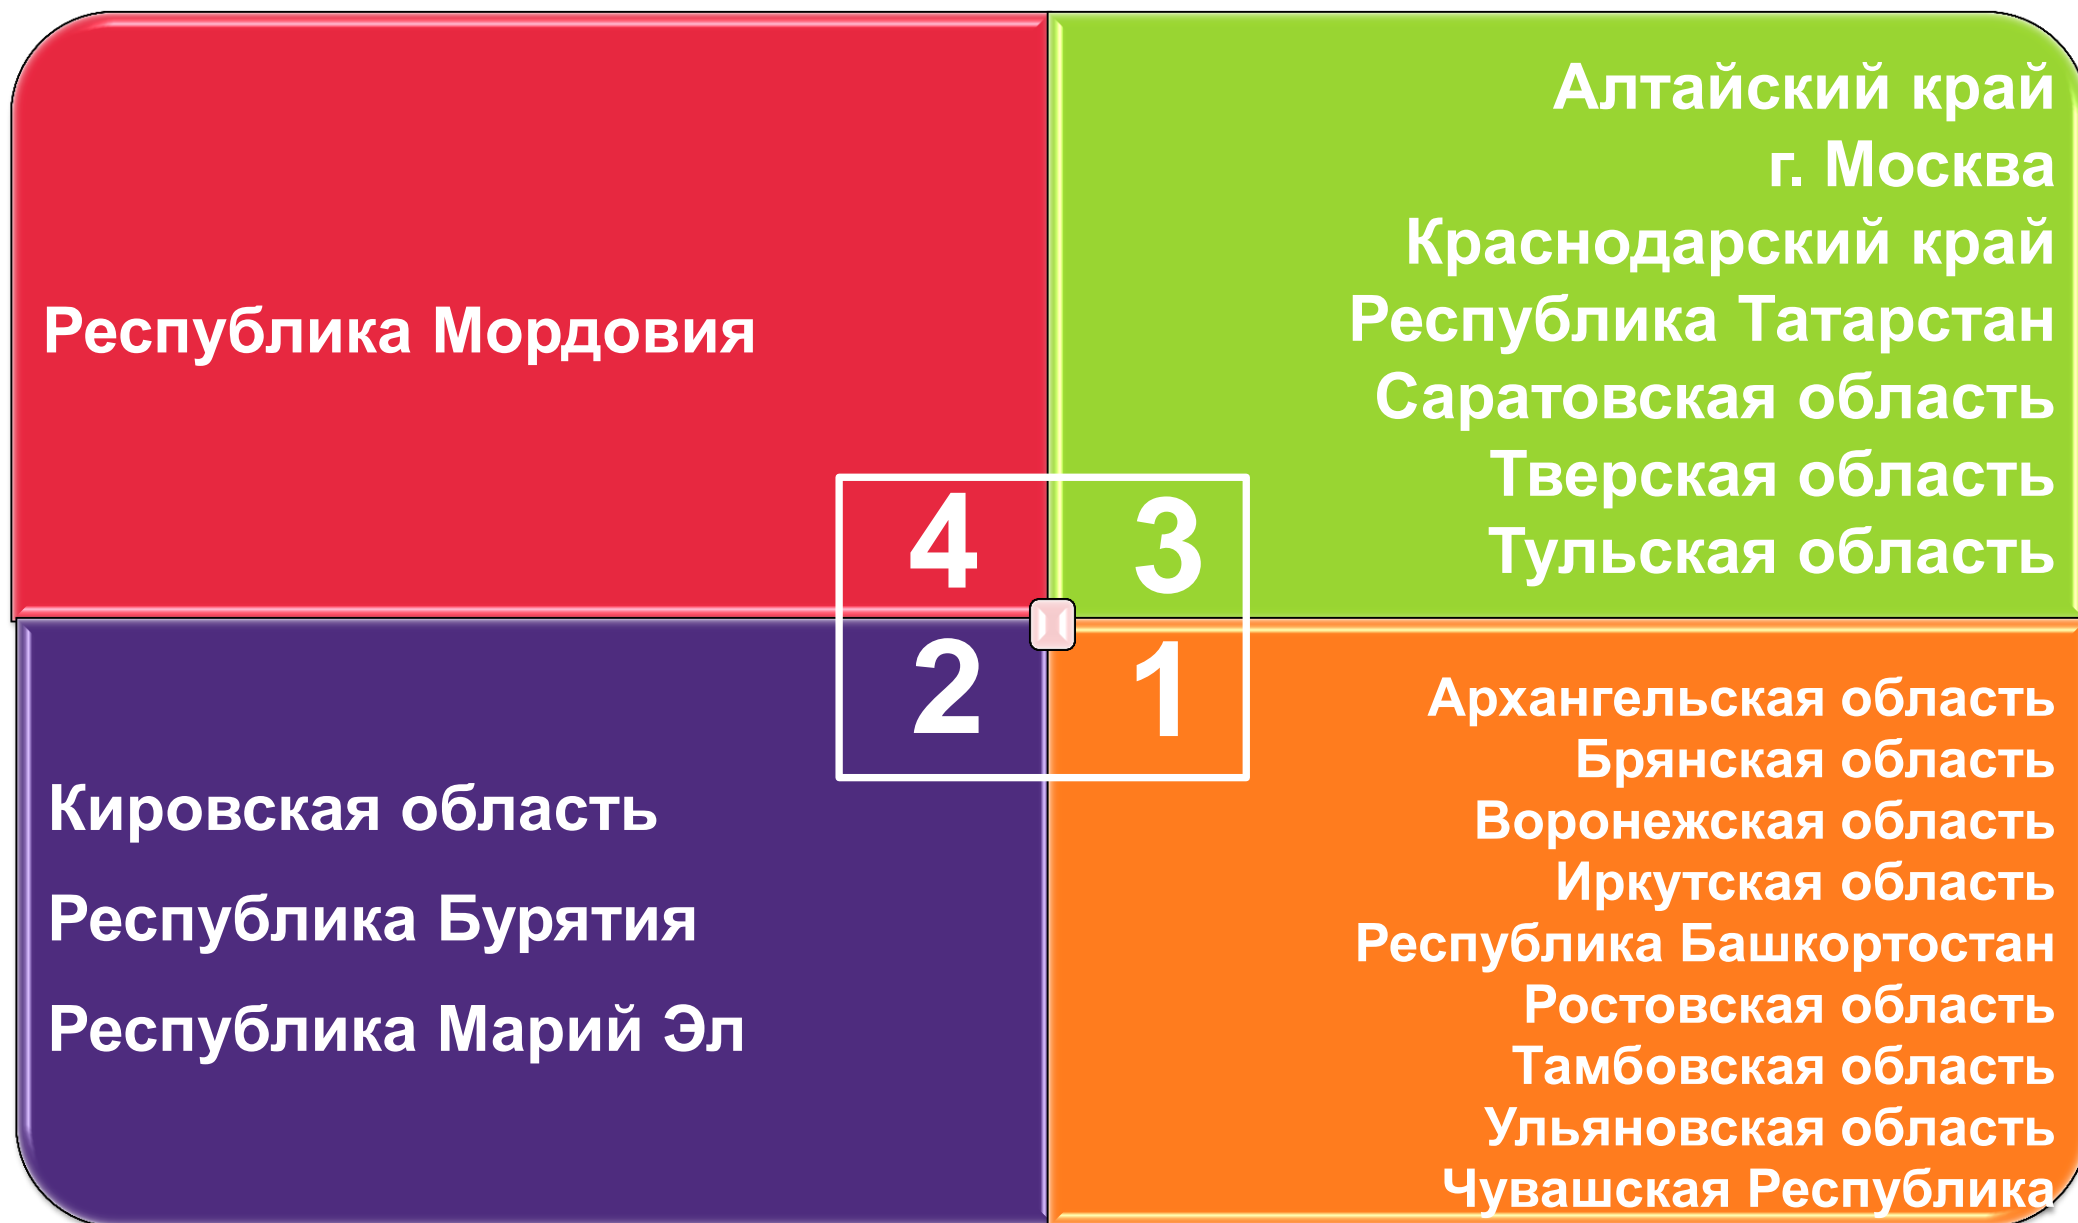 Республика Мордовия
4
Алтайский край
г. Москва
Краснодарский край
Республика Татарстан
Саратовская область
Тверская область
Тульская область
3
2
Кировская область
Республика Бурятия
Республика Марий Эл
1
Архангельская область
Брянская область
Воронежская область
Иркутская область
Республика Башкортостан
Ростовская область
Тамбовская область
Ульяновская область
Чувашская Республика